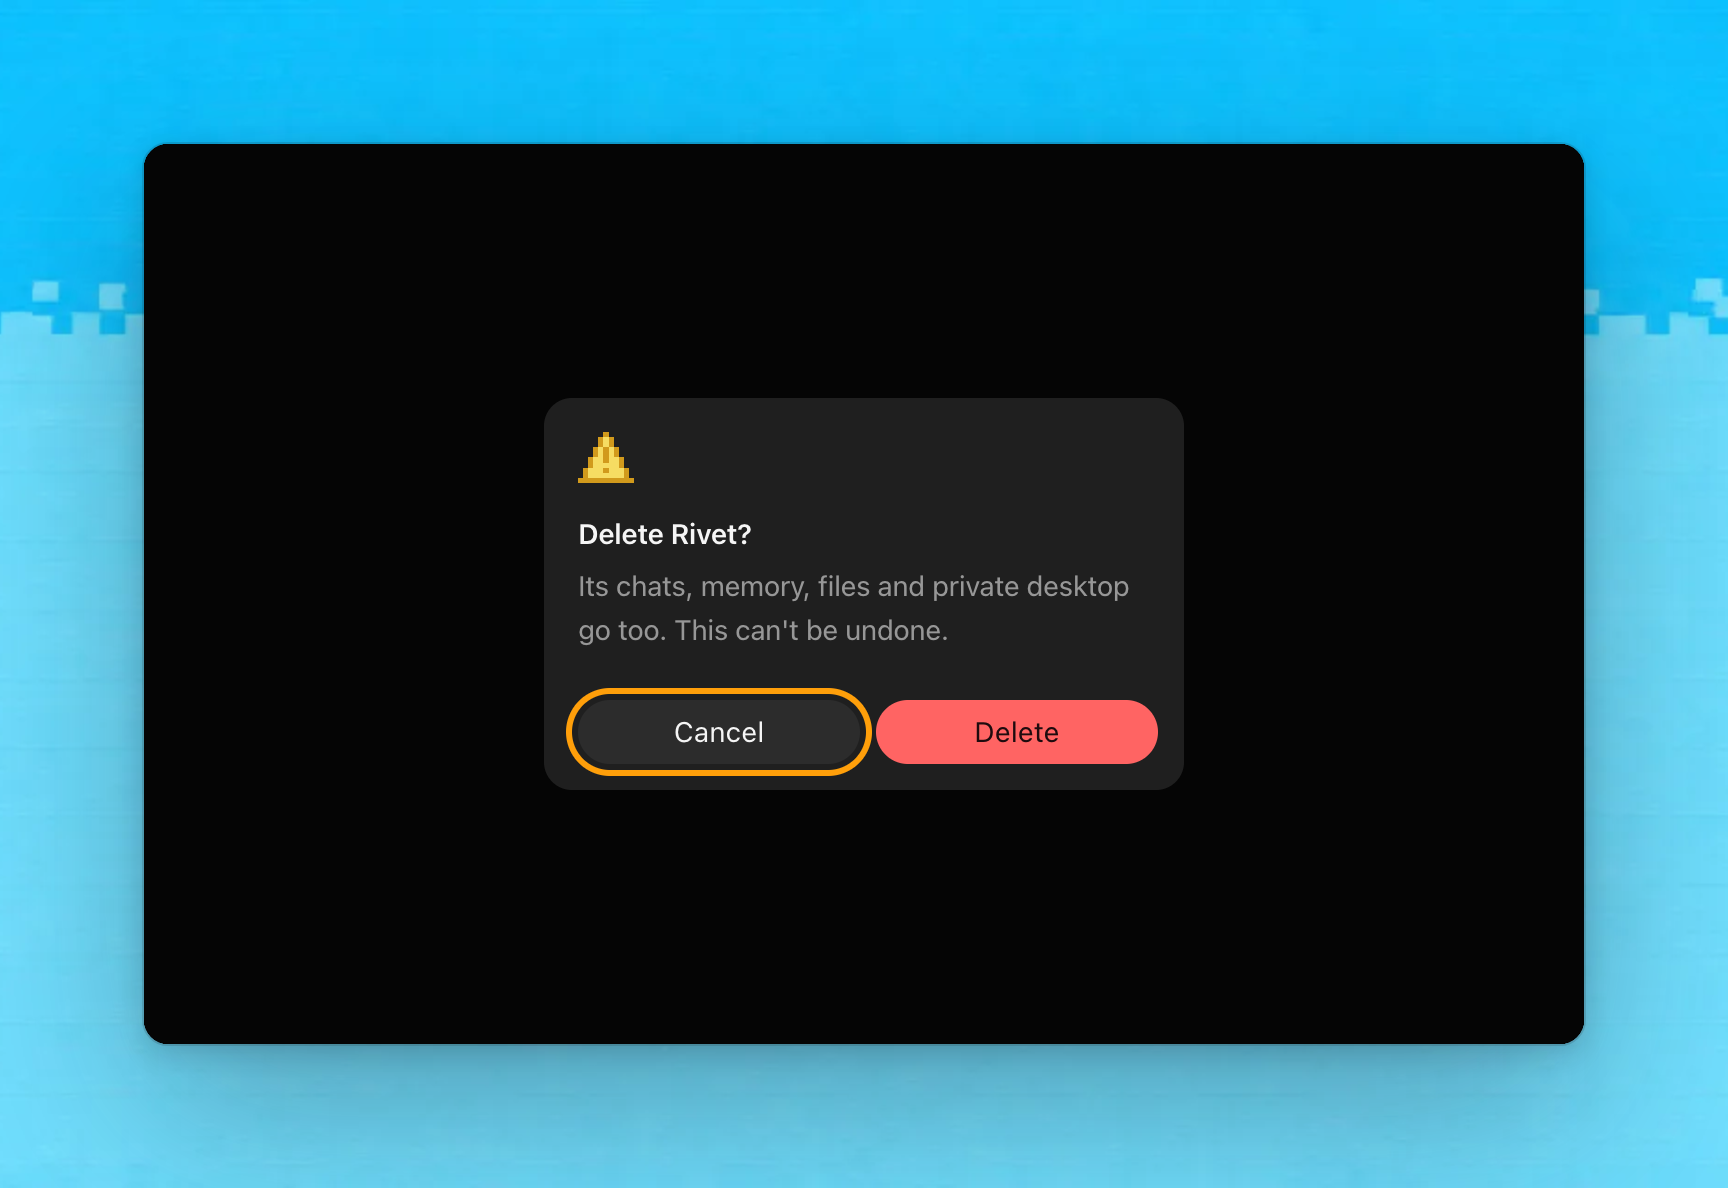 Delete Rivet?
Its chats, memory, files and private desktop
go too. This can't be undone.
Cancel
Delete